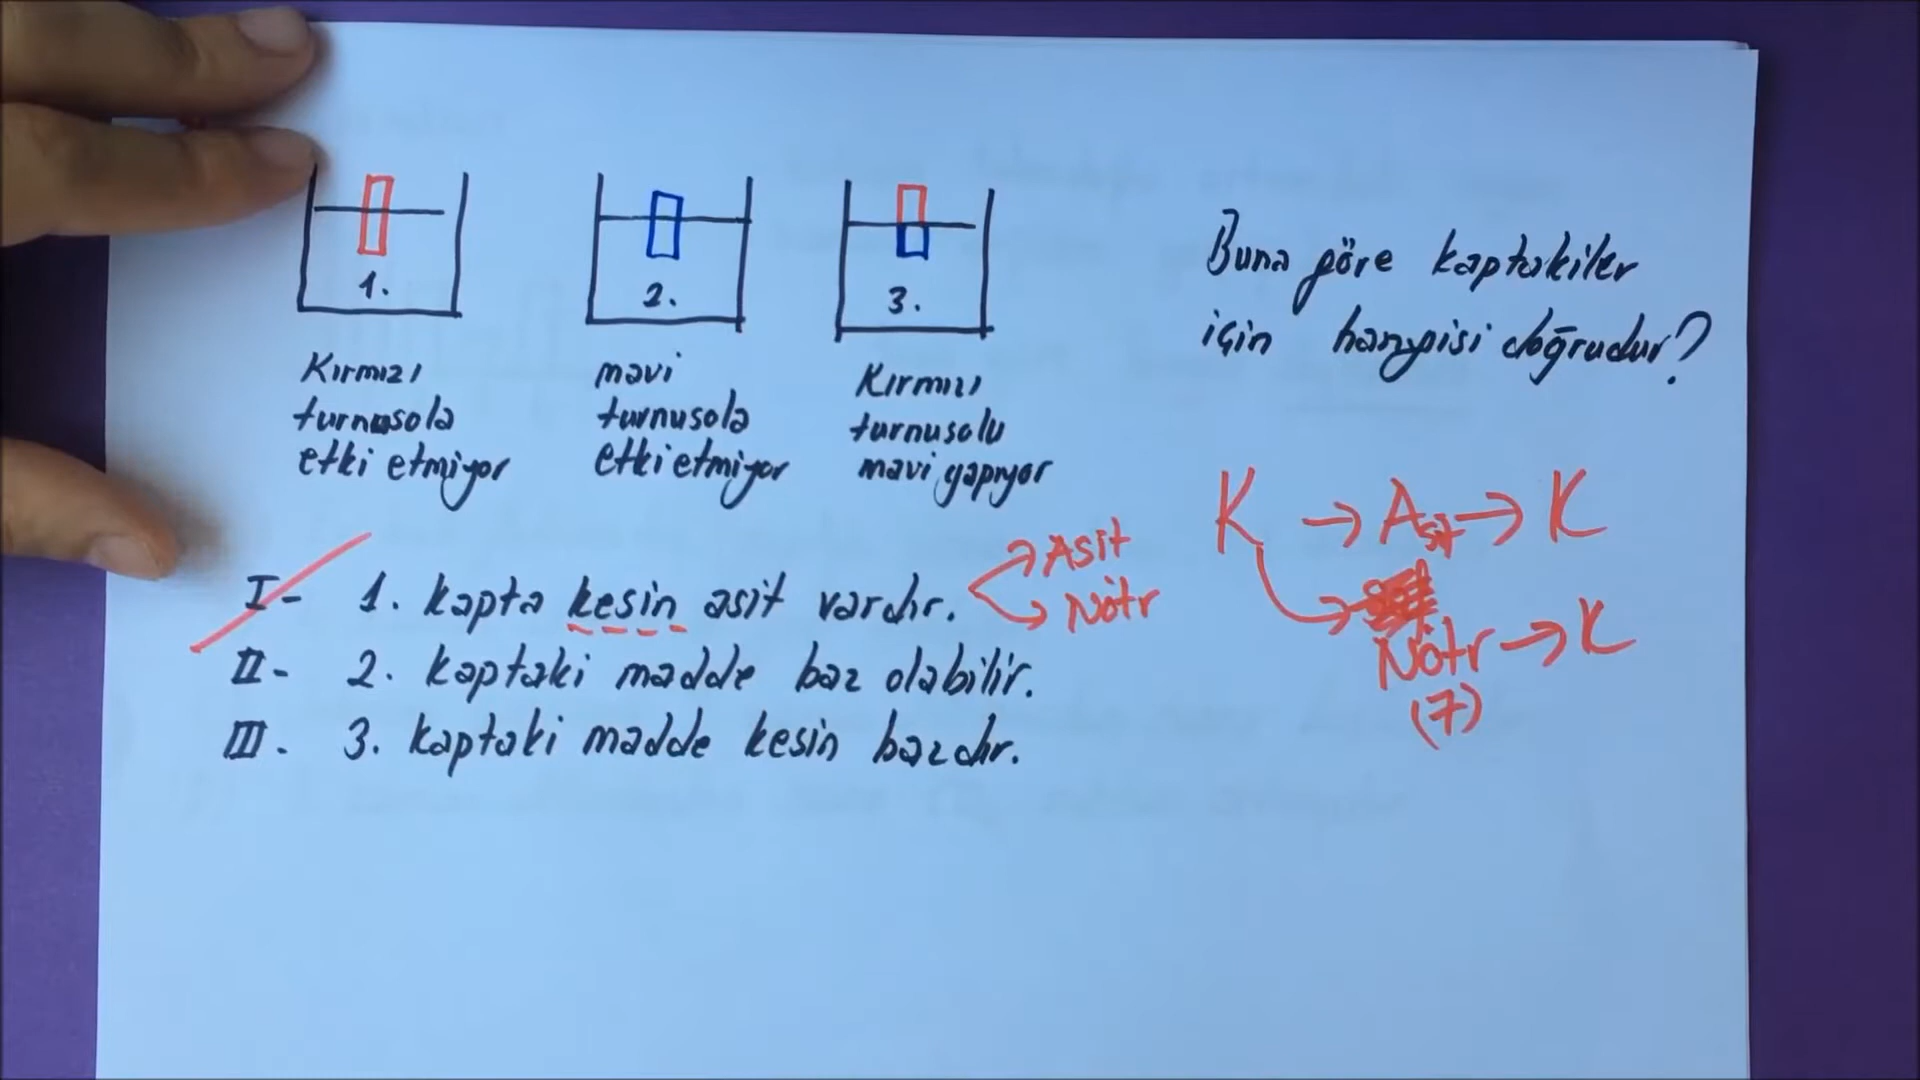 1.
2.
3.
Kırmızı
turnusola
etki etmiyor
mavi
turnusola
etki etmiyor
Kırmızı
turnusolu
mavi yapıyor
Buna göre kaptakiler
için hangisi doğrudur?
I- 1. kapta kesin asit vardır.
→ Asit
→ Nötr
II- 2. kaptaki madde baz olabilir.
III. 3. kaptaki madde kesin bazdır.
K → Asit → K
Nötr → K
(7)